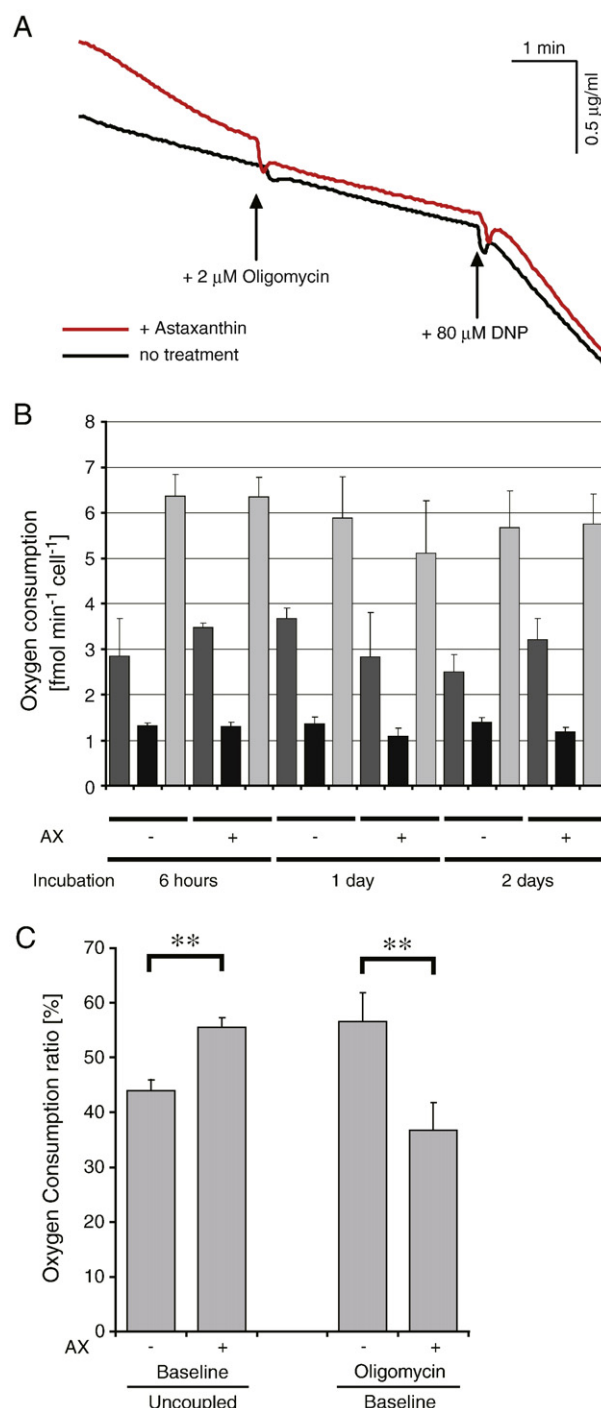 A
1 min
0.5 µg/ml
+ 2 µM Oligomycin
+ 80 µM DNP
+ Astaxanthin
no treatment
B
Oxygen consumption
[fmol min⁻¹ cell⁻¹]
8
7
6
5
4
3
2
1
0
AX - + - + - +
Incubation 6 hours 1 day 2 days
C
Oxygen Consumption ratio [%]
70
60
50
40
30
20
10
0
** **
AX - + - +
Baseline Oligomycin
Uncoupled Baseline